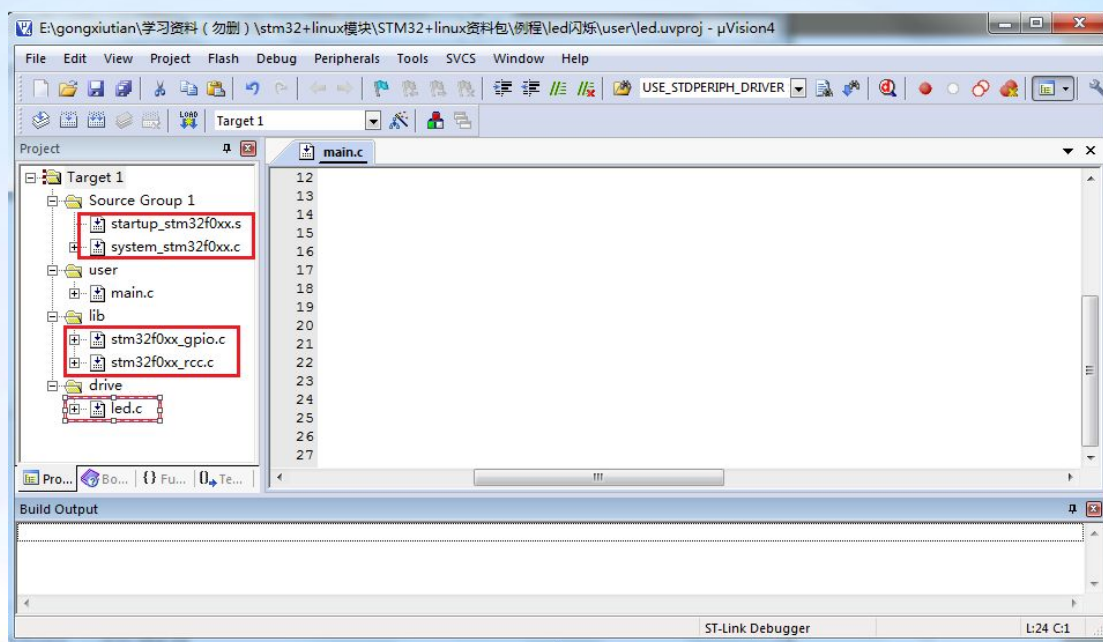 E:\gongxiutian\学习资料（勿删）\stm32+linux模块\STM32+linux资料包\例程\led闪烁\user\led.uvproj - µVision4
File Edit View Project Flash Debug Peripherals Tools SVCS Window Help
USE_STDPERIPH_DRIVER
LOAD Target 1
Project
main.c
Target 1
Source Group 1
startup_stm32f0xx.s
system_stm32f0xx.c
user
main.c
lib
stm32f0xx_gpio.c
stm32f0xx_rcc.c
drive
led.c
12
13
14
15
16
17
18
19
20
21
22
23
24
25
26
27
Pro... Bo... {} Fu... 0 Te...
Build Output
ST-Link Debugger L:24 C:1